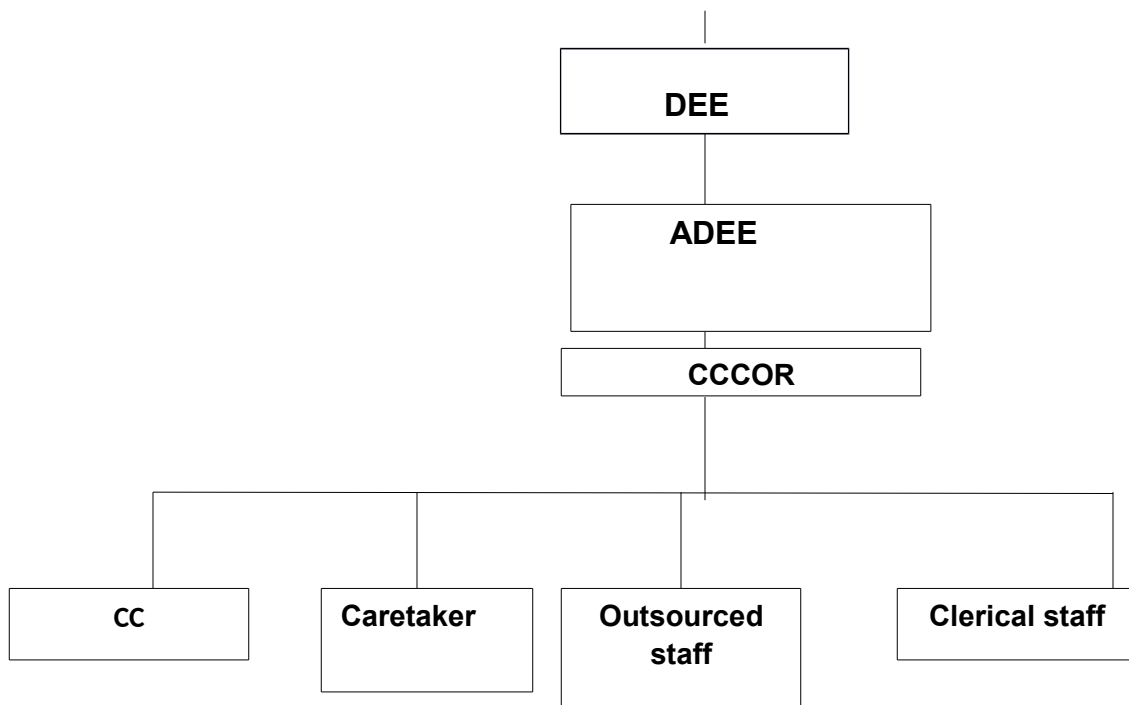 DEE
ADEE
CCCOR
CC
Caretaker
Outsourced
staff
Clerical staff